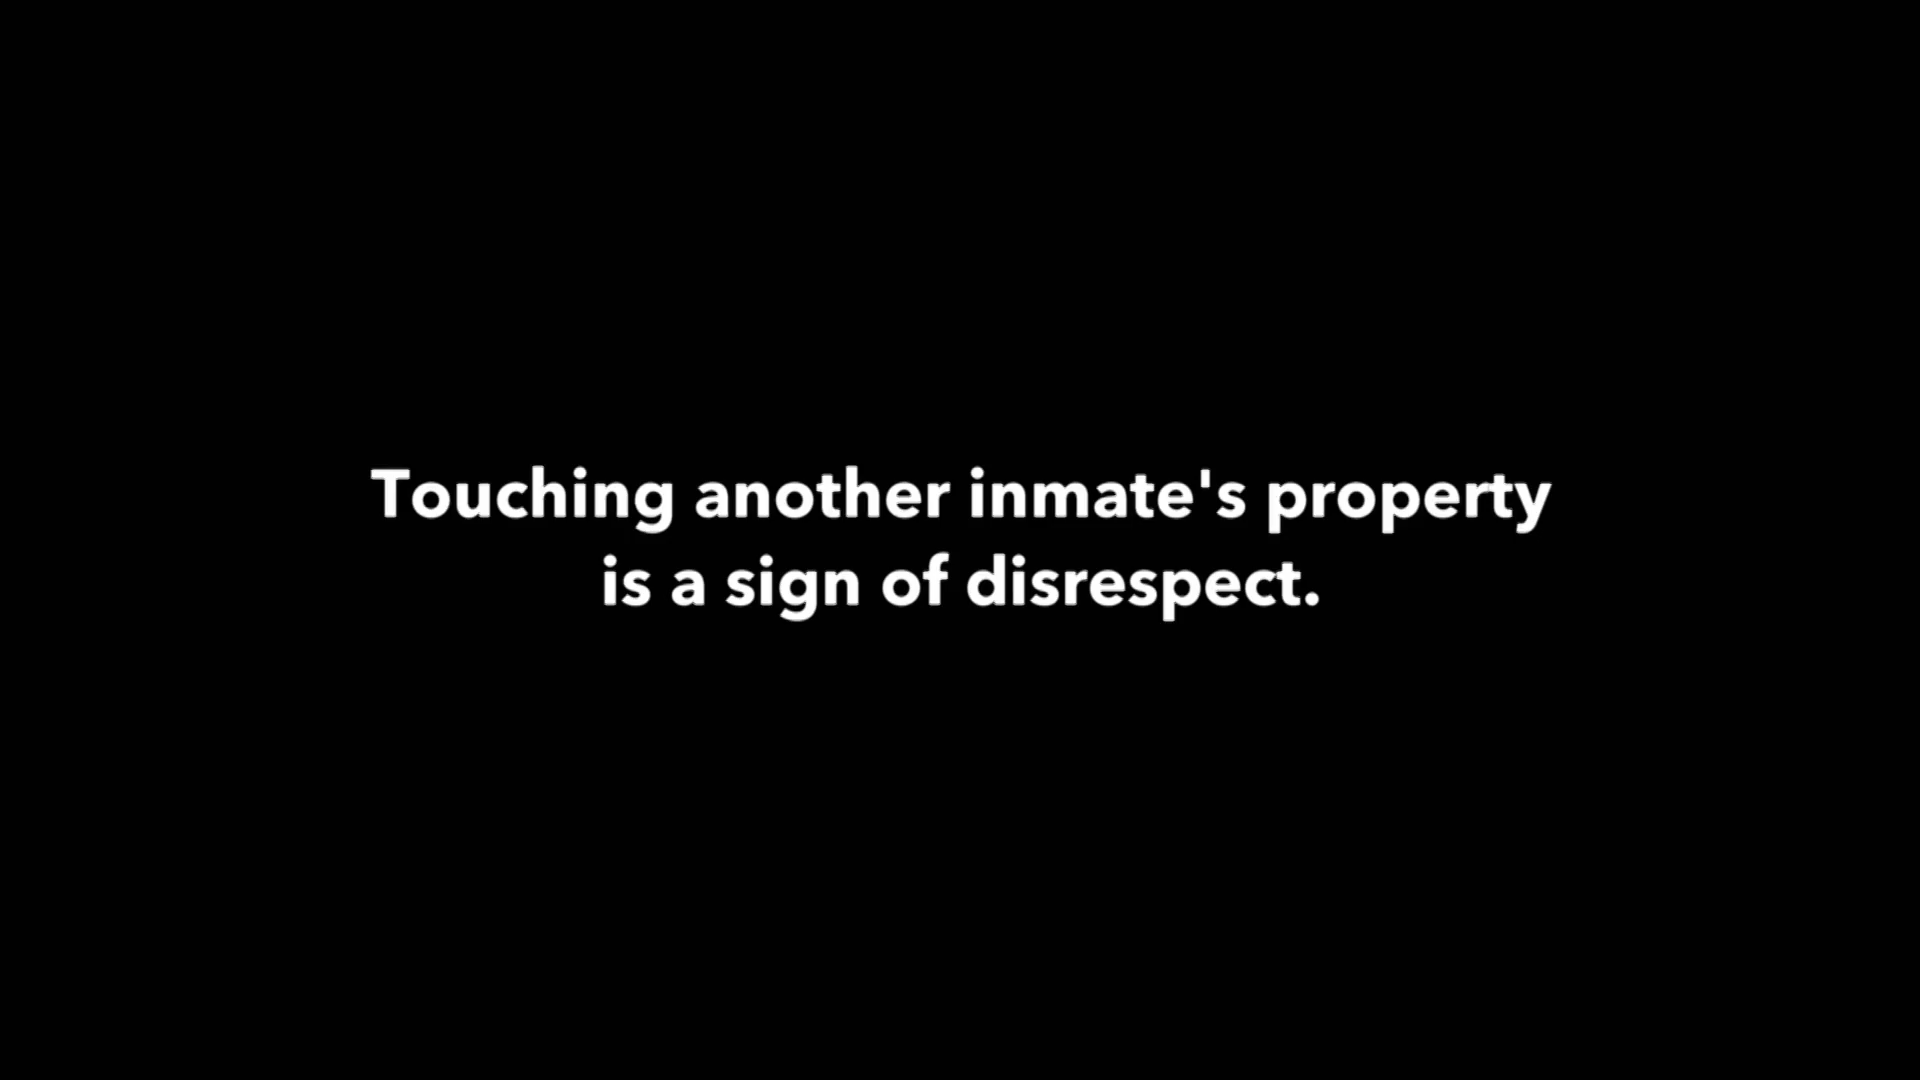 Touching another inmate's property
is a sign of disrespect.